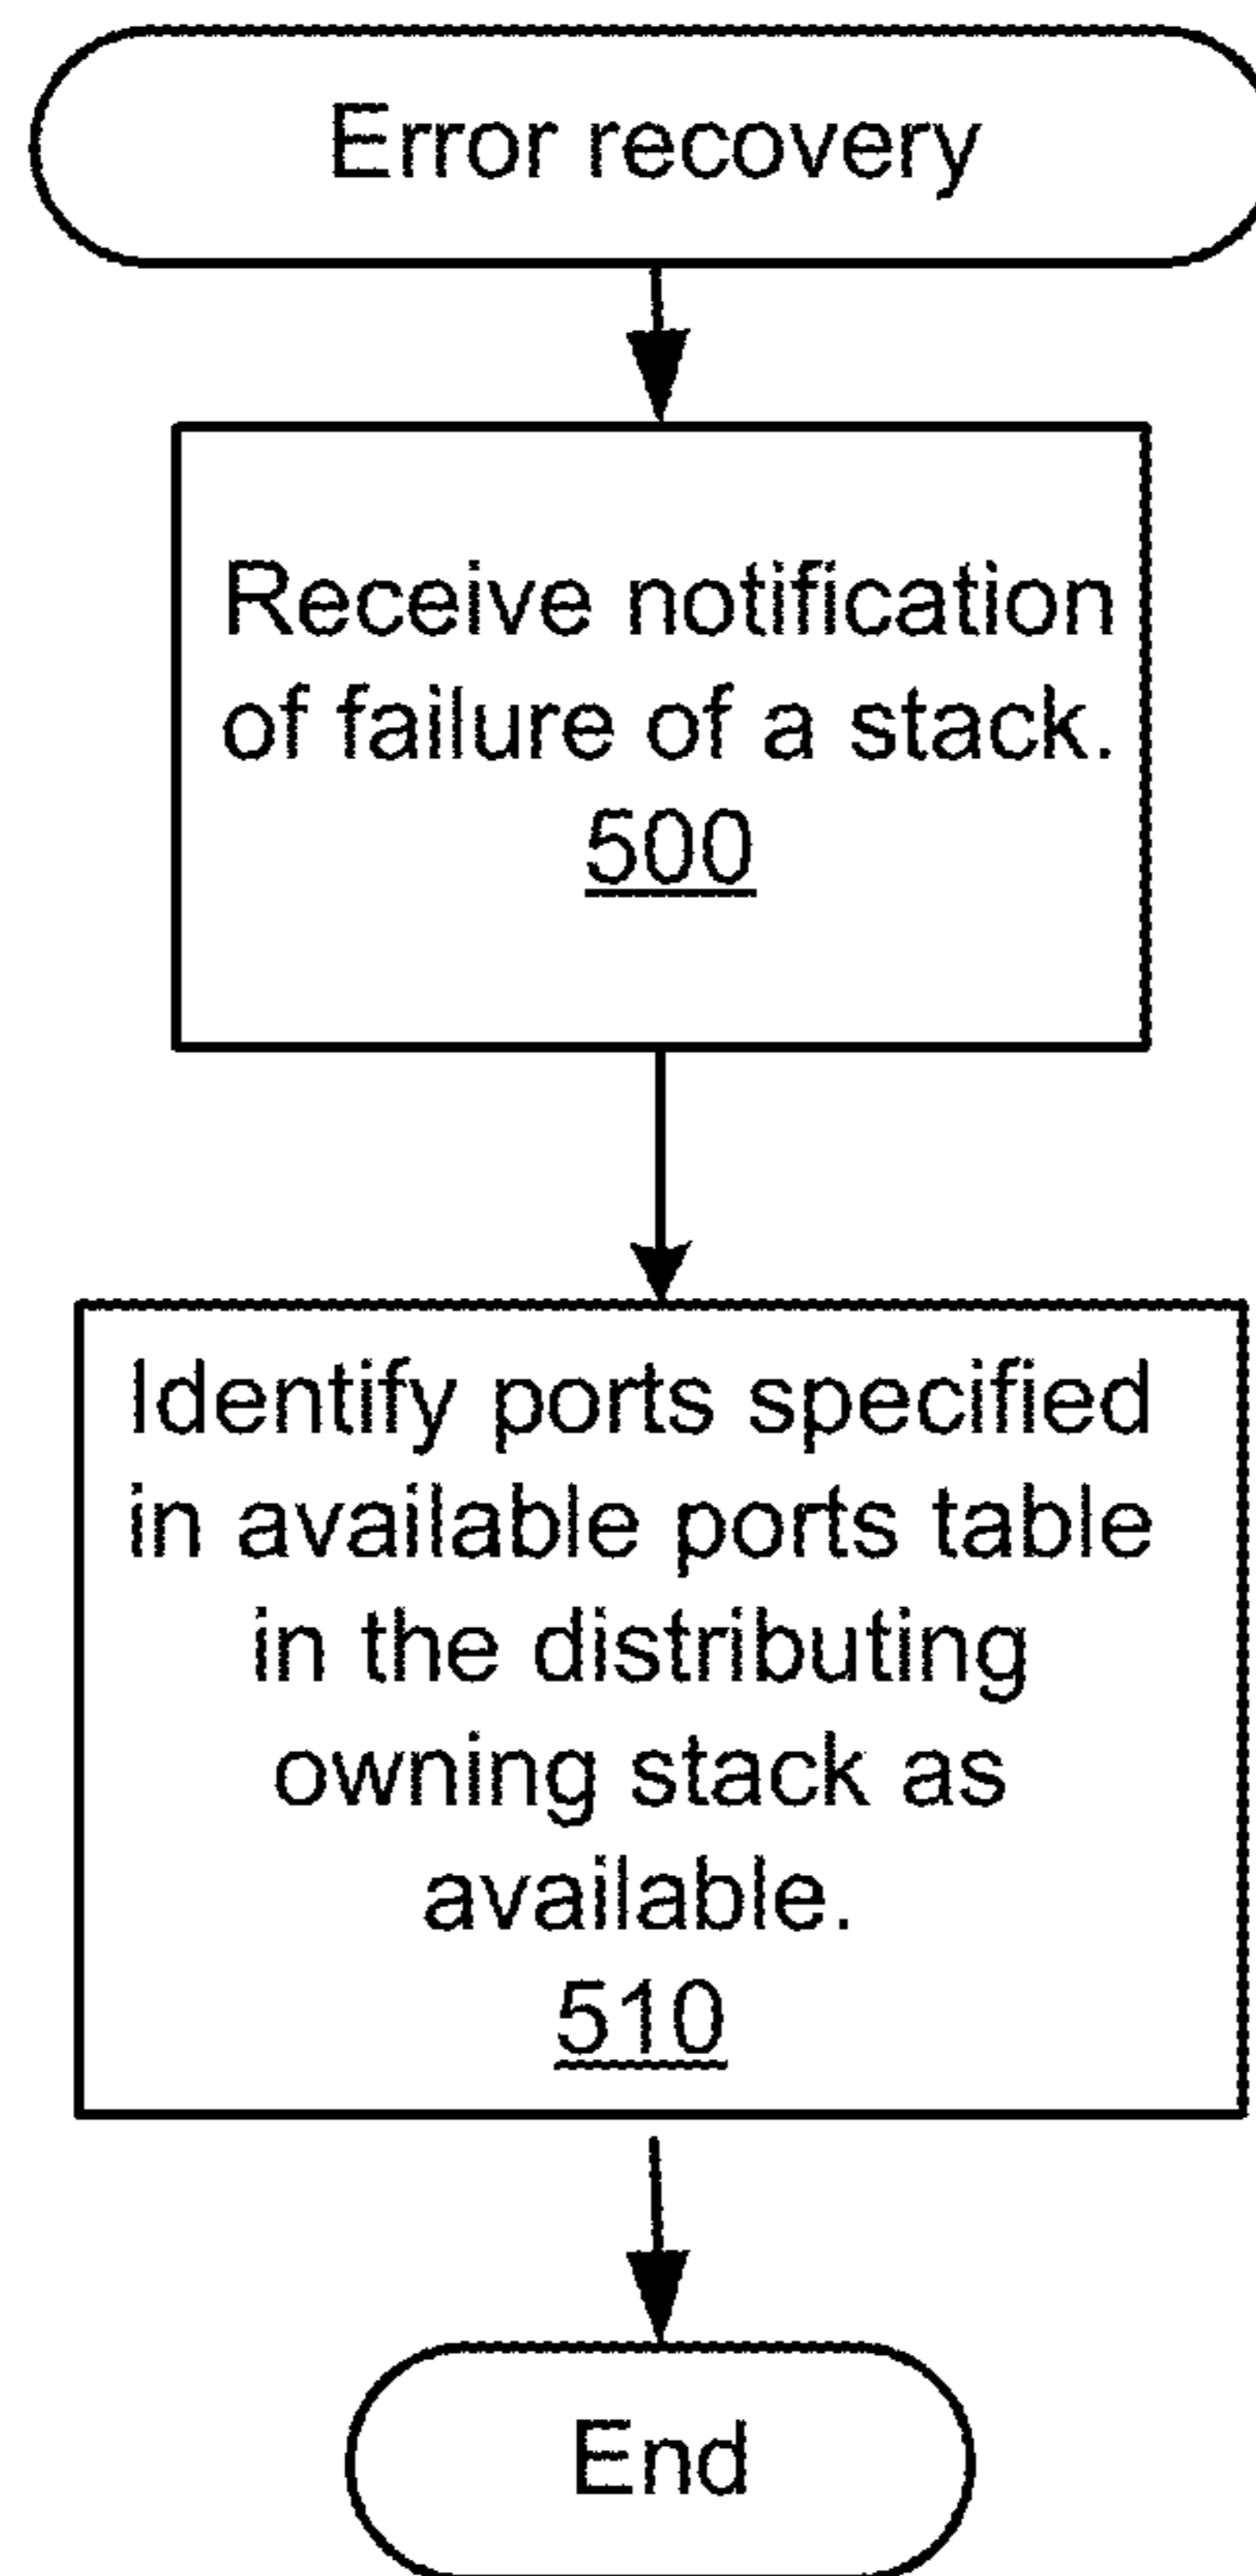 Error recovery
Receive notification
of failure of a stack.
500
Identify ports specified
in available ports table
in the distributing
owning stack as
available.
510
End